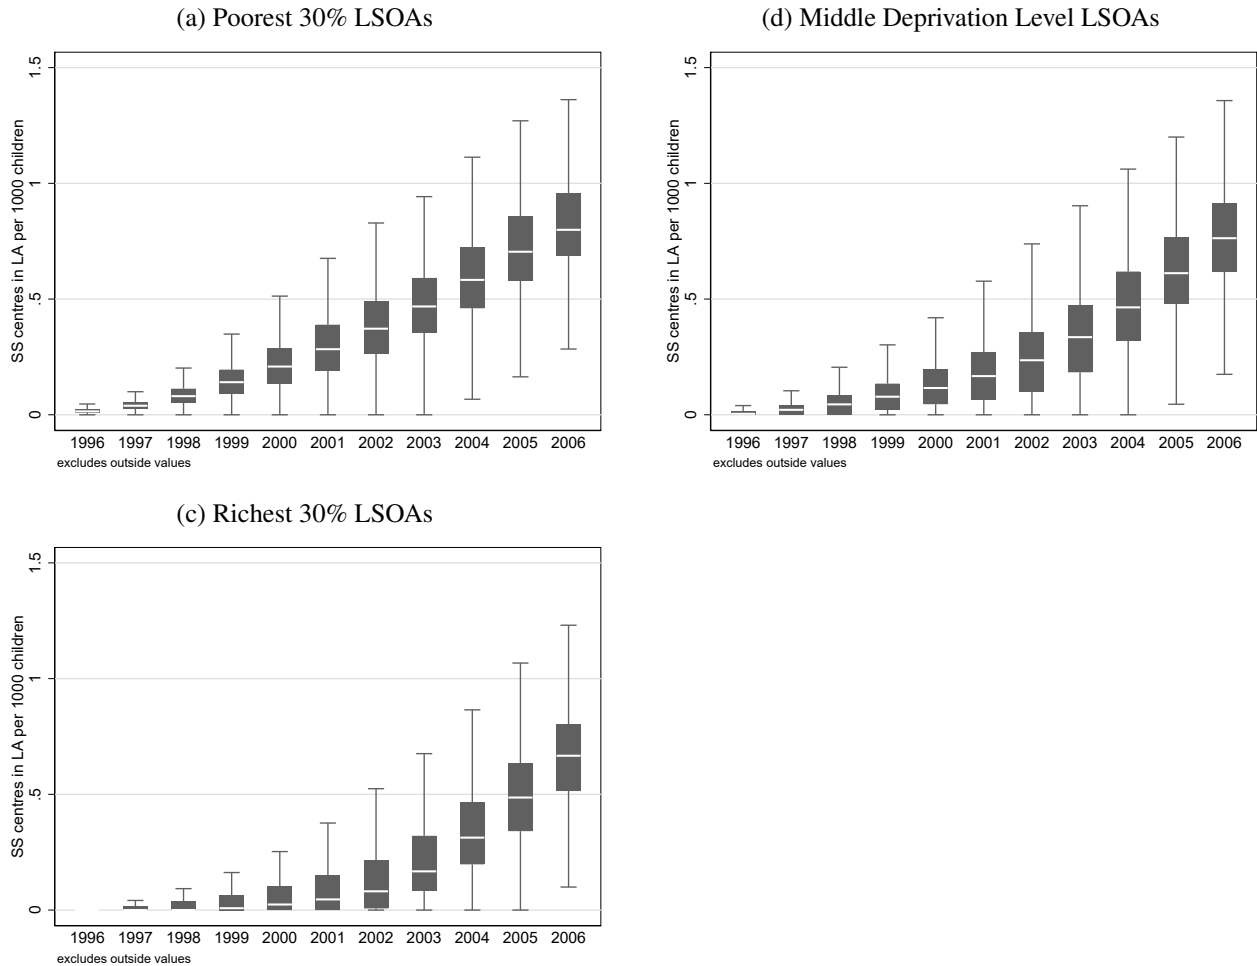 (a) Poorest 30% LSOAs
SS centres in LA per 1000 children
1.5
1
.5
0
1996 1997 1998 1999 2000 2001 2002 2003 2004 2005 2006
excludes outside values
(d) Middle Deprivation Level LSOAs
SS centres in LA per 1000 children
1.5
1
.5
0
1996 1997 1998 1999 2000 2001 2002 2003 2004 2005 2006
excludes outside values
(c) Richest 30% LSOAs
SS centres in LA per 1000 children
1.5
1
.5
0
1996 1997 1998 1999 2000 2001 2002 2003 2004 2005 2006
excludes outside values